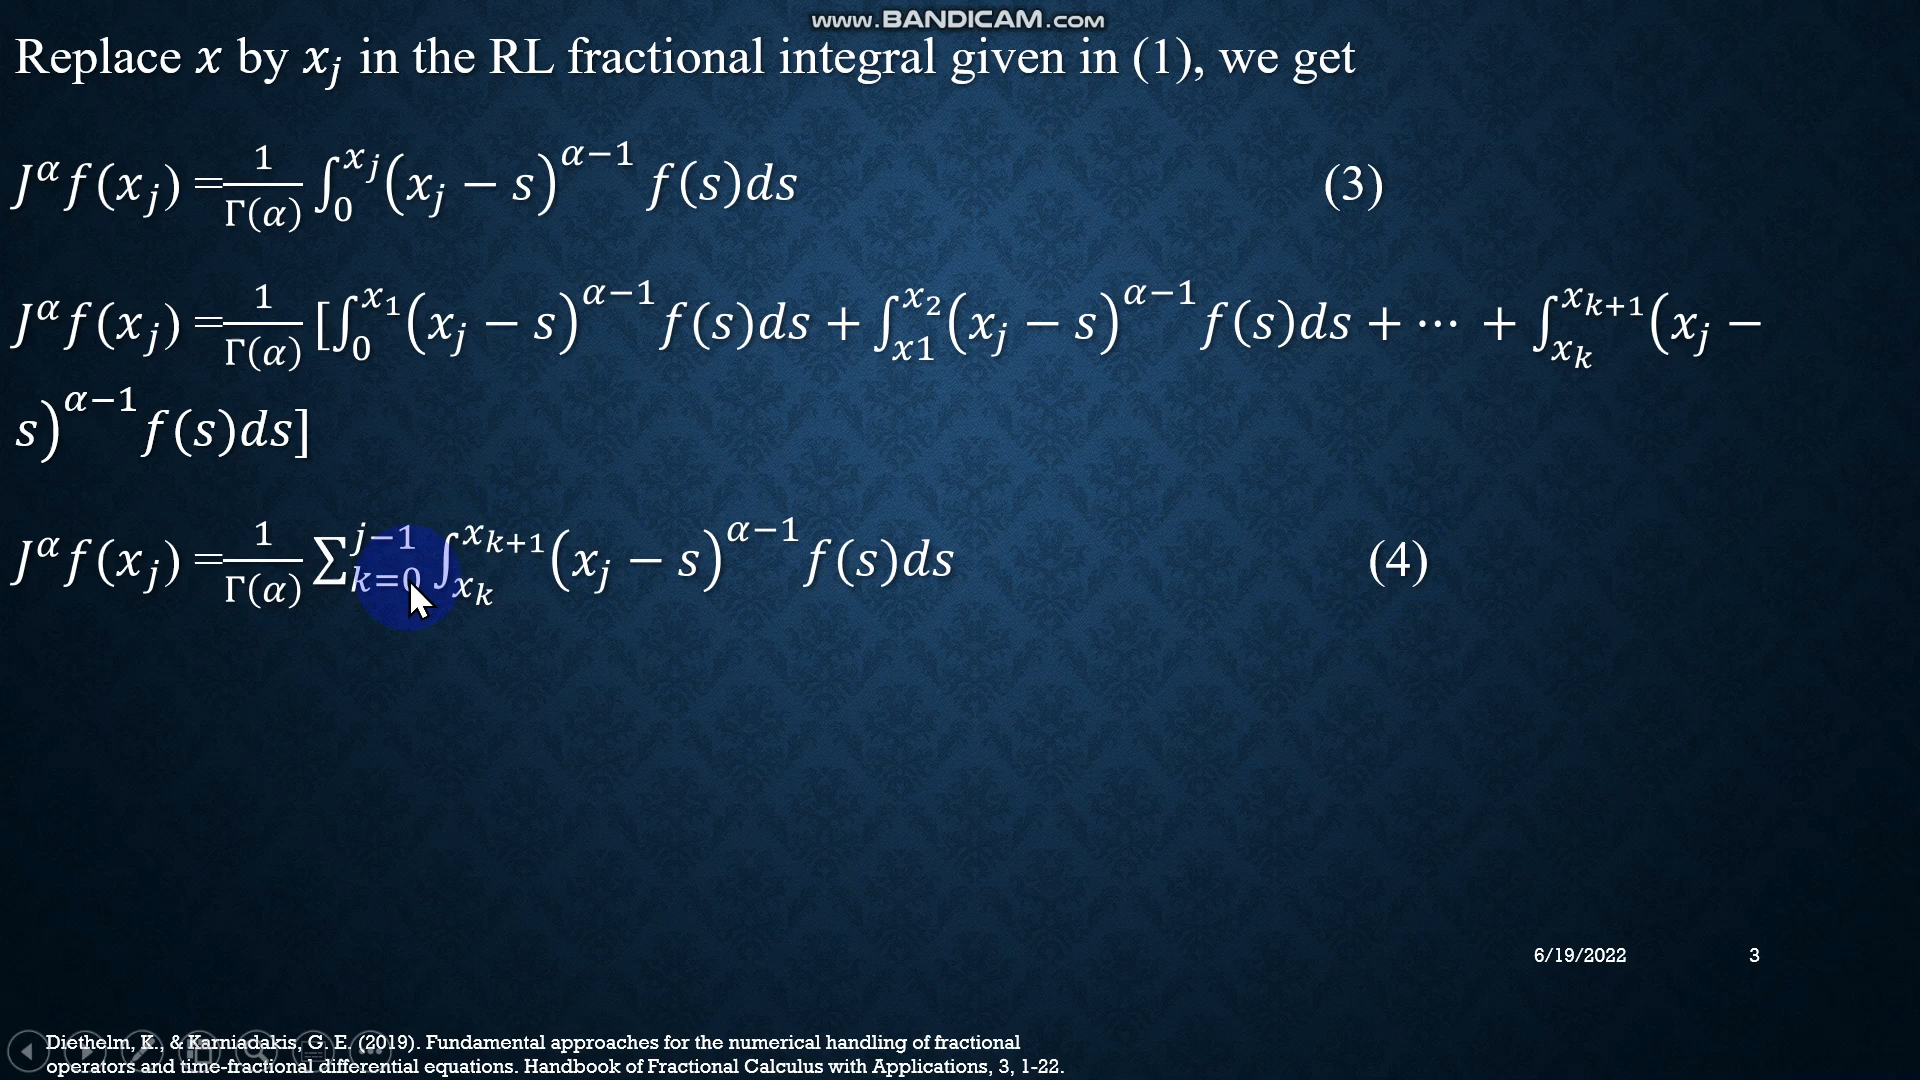 www.BANDICAM.com
Replace x by x_j in the RL fractional integral given in (1), we get
J^α f(x_j) = 1/Γ(α) ∫_0^{x_j} (x_j − s)^{α−1} f(s)ds (3)
J^α f(x_j) = 1/Γ(α) [∫_0^{x_1} (x_j − s)^{α−1} f(s)ds + ∫_{x1}^{x_2} (x_j − s)^{α−1} f(s)ds + ⋯ + ∫_{x_k}^{x_{k+1}} (x_j −
s)^{α−1} f(s)ds]
J^α f(x_j) = 1/Γ(α) ∑_{k=0}^{j−1} ∫_{x_k}^{x_{k+1}} (x_j − s)^{α−1} f(s)ds (4)
6/19/2022 3
Diethelm, K., & Karniadakis, G. E. (2019). Fundamental approaches for the numerical handling of fractional
operators and time-fractional differential equations. Handbook of Fractional Calculus with Applications, 3, 1-22.